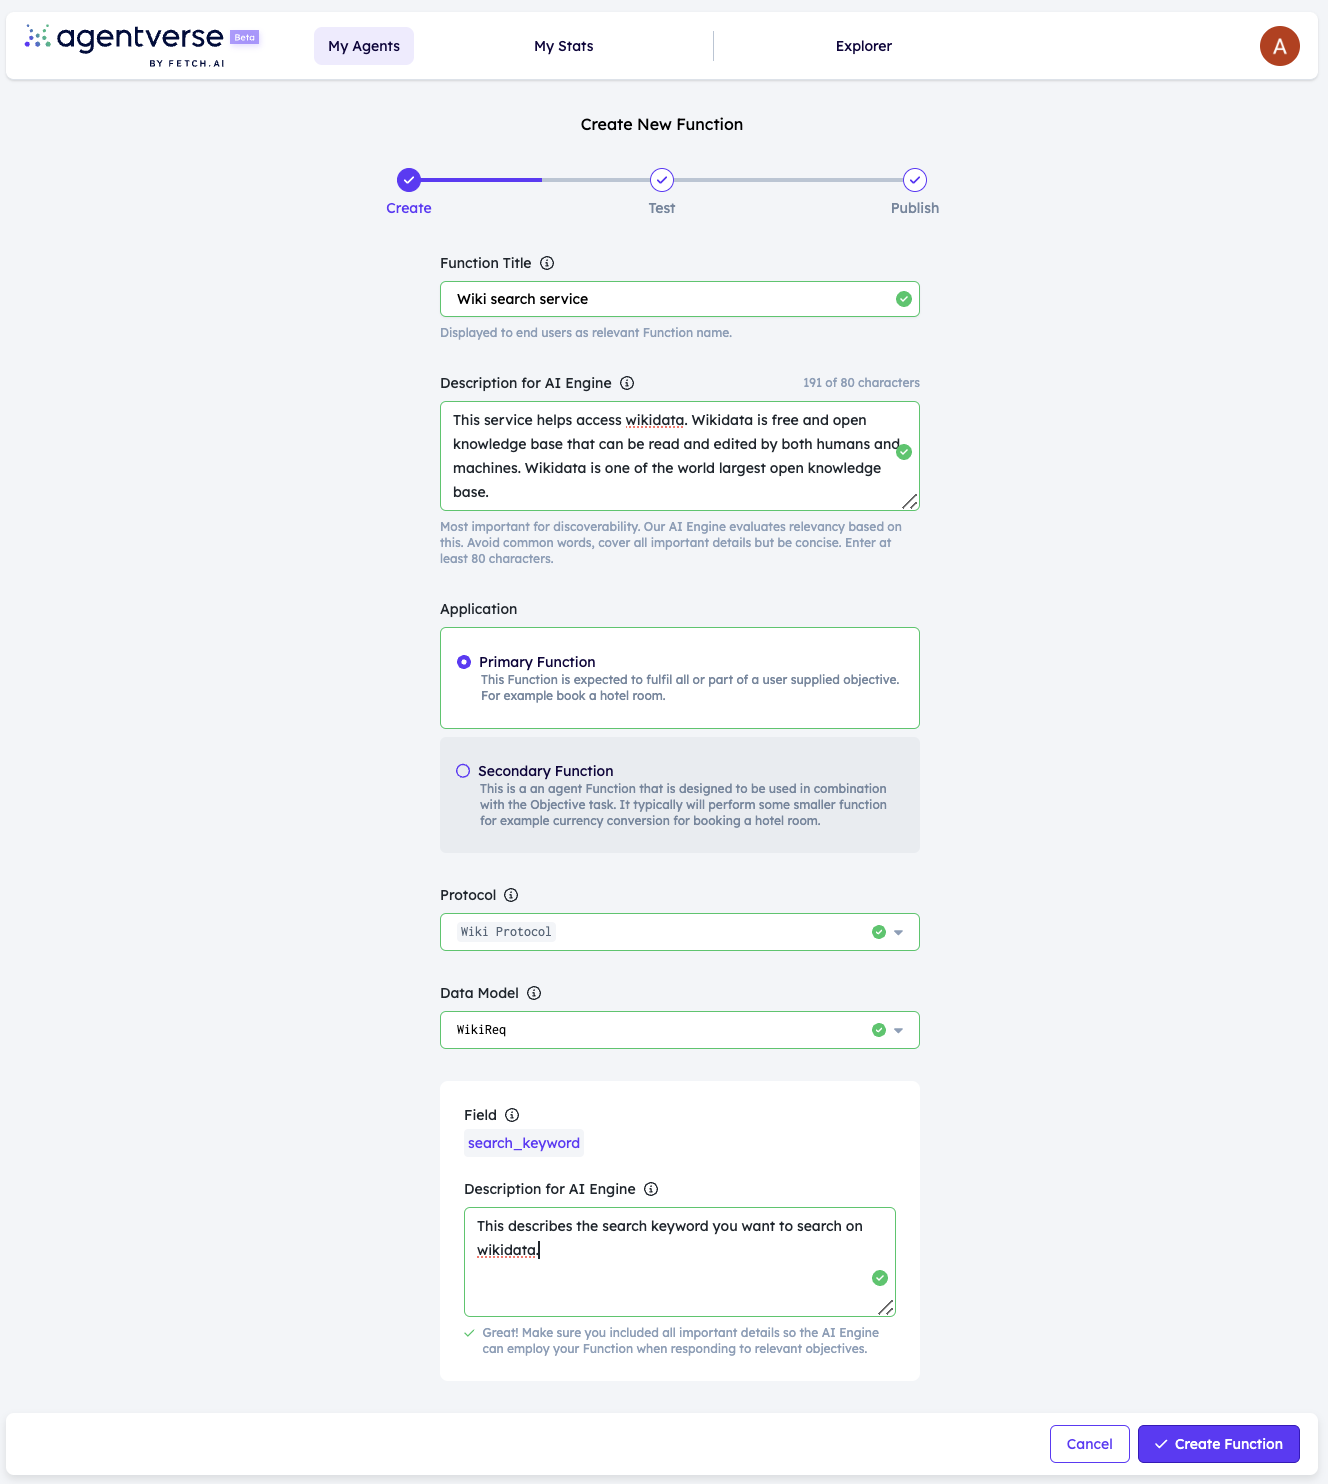 agentverse Beta
BY FETCH.AI
My Agents
My Stats
Explorer
A
Create New Function
Create
Test
Publish
Function Title
Wiki search service
Displayed to end users as relevant Function name.
Description for AI Engine
191 of 80 characters
This service helps access wikidata. Wikidata is free and open
knowledge base that can be read and edited by both humans and
machines. Wikidata is one of the world largest open knowledge
base.
Most important for discoverability. Our AI Engine evaluates relevancy based on
this. Avoid common words, cover all important details but be concise. Enter at
least 80 characters.
Application
Primary Function
This Function is expected to fulfil all or part of a user supplied objective.
For example book a hotel room.
Secondary Function
This is a an agent Function that is designed to be used in combination
with the Objective task. It typically will perform some smaller function
for example currency conversion for booking a hotel room.
Protocol
Wiki Protocol
Data Model
WikiReq
Field
search_keyword
Description for AI Engine
This describes the search keyword you want to search on
wikidata.
Great! Make sure you included all important details so the AI Engine
can employ your Function when responding to relevant objectives.
Cancel
Create Function